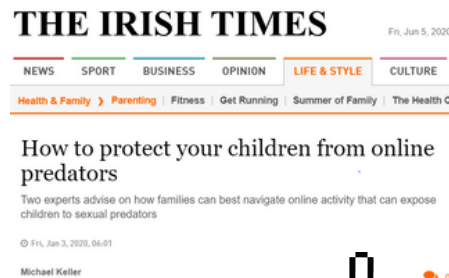 THE IRISH TIMES
Fri, Jun 5, 2020
NEWS SPORT BUSINESS OPINION LIFE & STYLE CULTURE
Health & Family ❯ Parenting | Fitness | Get Running | Summer of Family | The Health
How to protect your children from online
predators
Two experts advise on how families can best navigate online activity that can expose
children to sexual predators
Fri, Jan 3, 2020, 06:01
Michael Keller